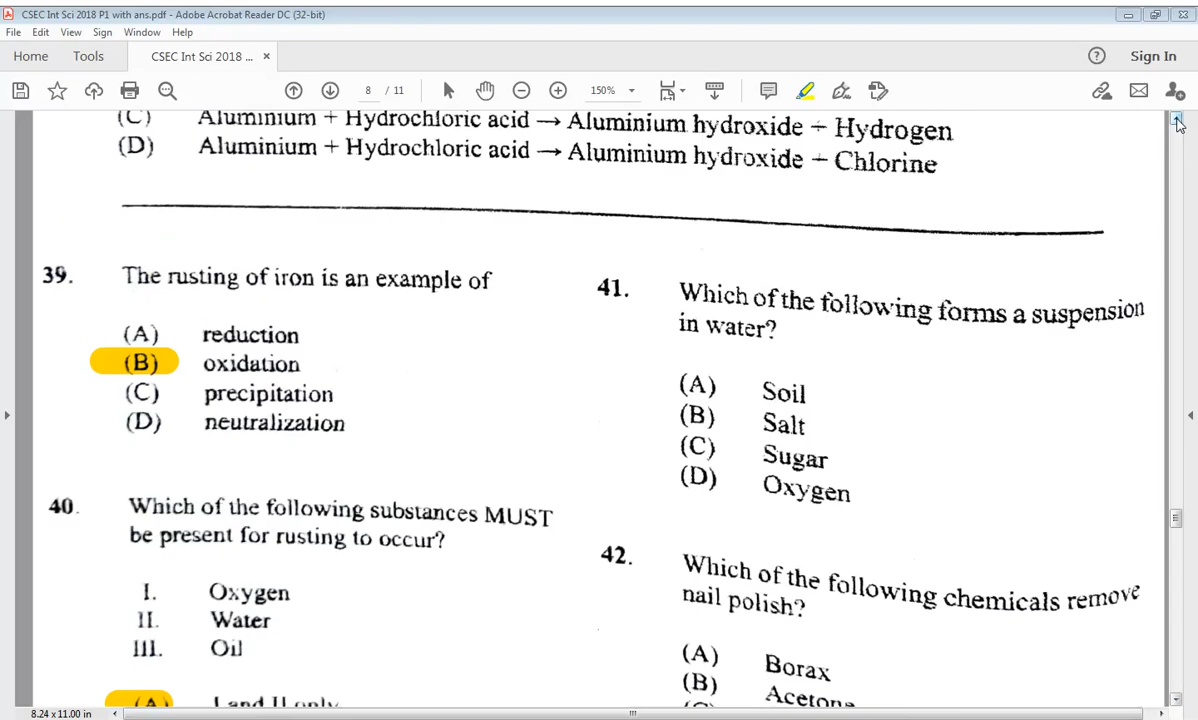 CSEC Int Sci 2018 P1 with ans.pdf - Adobe Acrobat Reader DC (32-bit)
File Edit View Sign Window Help
Home Tools CSEC Int Sci 2018 ... × ? Sign In
8 / 11 150%
(C) Aluminium + Hydrochloric acid → Aluminium hydroxide + Hydrogen
(D) Aluminium + Hydrochloric acid → Aluminium hydroxide + Chlorine
39. The rusting of iron is an example of
(A) reduction
(B) oxidation
(C) precipitation
(D) neutralization
40. Which of the following substances MUST
be present for rusting to occur?
I. Oxygen
II. Water
III. Oil
(A) I and II only
41. Which of the following forms a suspension
in water?
(A) Soil
(B) Salt
(C) Sugar
(D) Oxygen
42. Which of the following chemicals remove
nail polish?
(A) Borax
(B) Acetone
8.24 x 11.00 in